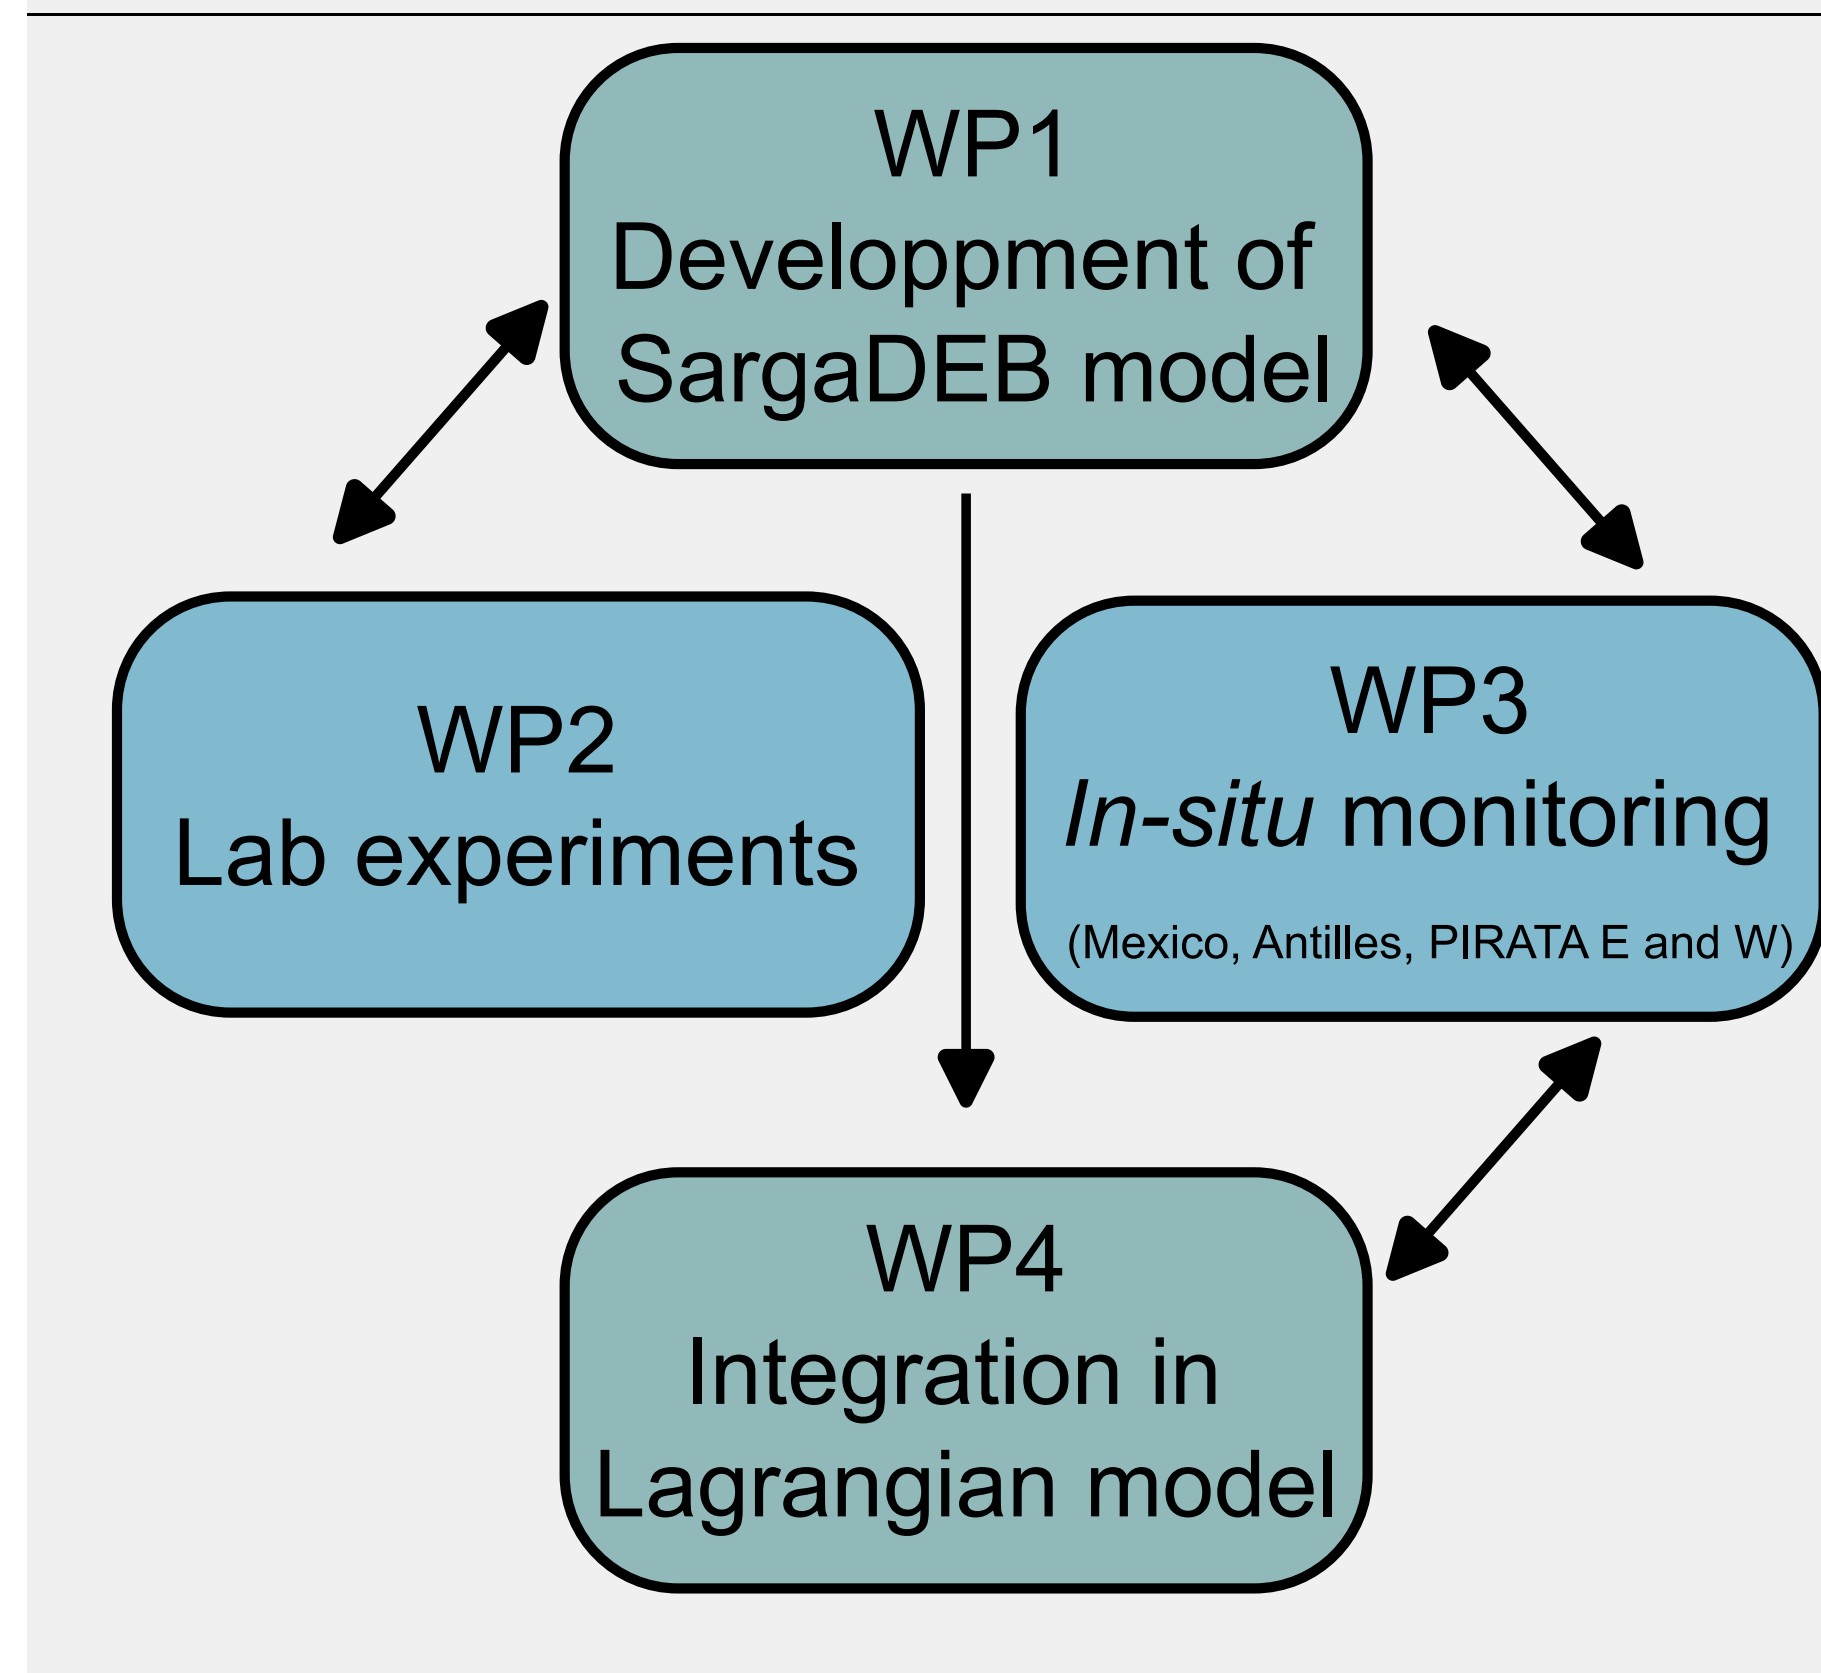 WP1
Developpment of
SargaDEB model
WP2
Lab experiments
WP3
In-situ monitoring
(Mexico, Antilles, PIRATA E and W)
WP4
Integration in
Lagrangian model